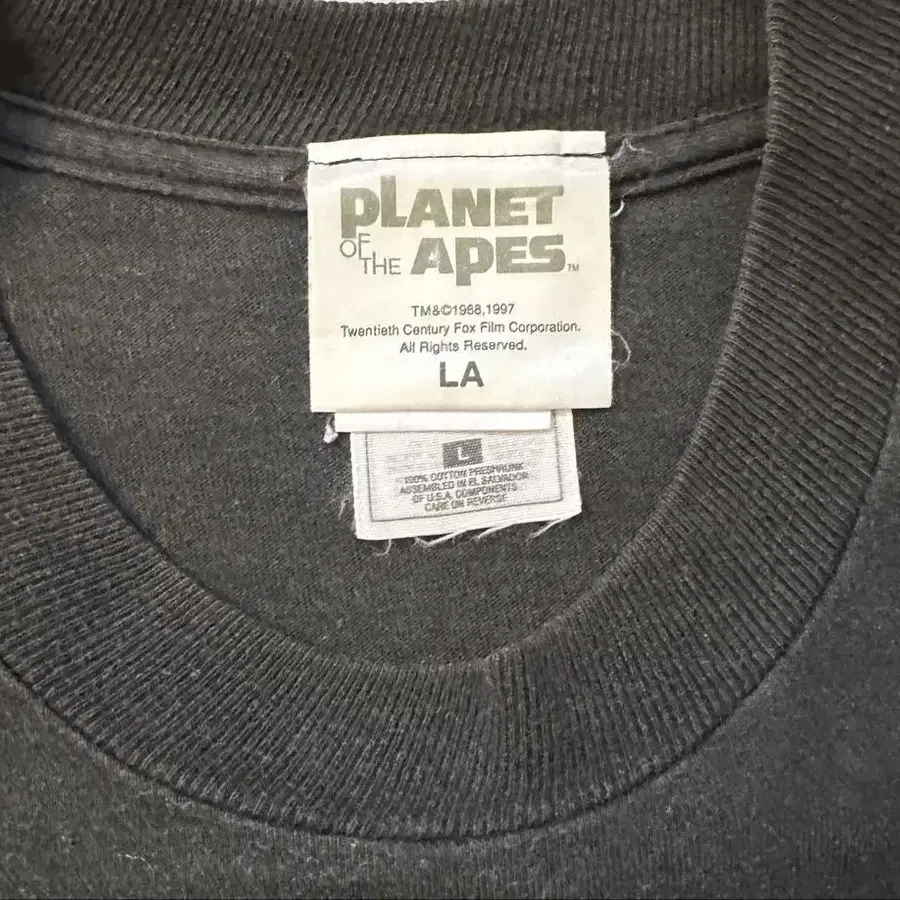 PLANET
OF THE APES™
TM&©1968,1997
Twentieth Century Fox Film Corporation.
All Rights Reserved.
LA
L
100% COTTON PRESHRUNK
ASSEMBLED IN EL SALVADOR
OF U.S.A. COMPONENTS
CARE ON REVERSE